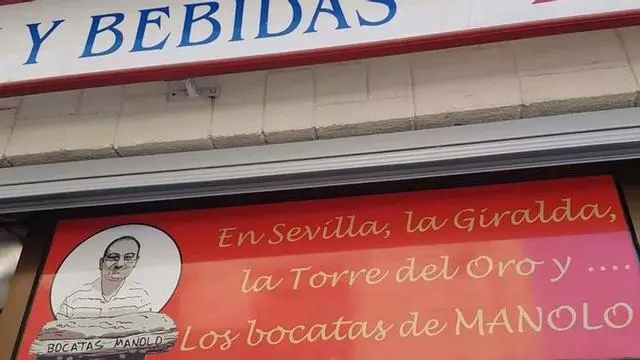 Y BEBIDAS
En Sevilla, la Giralda,
la Torre del Oro y ....
Los bocatas de MANOLO
BOCATAS MANOLO